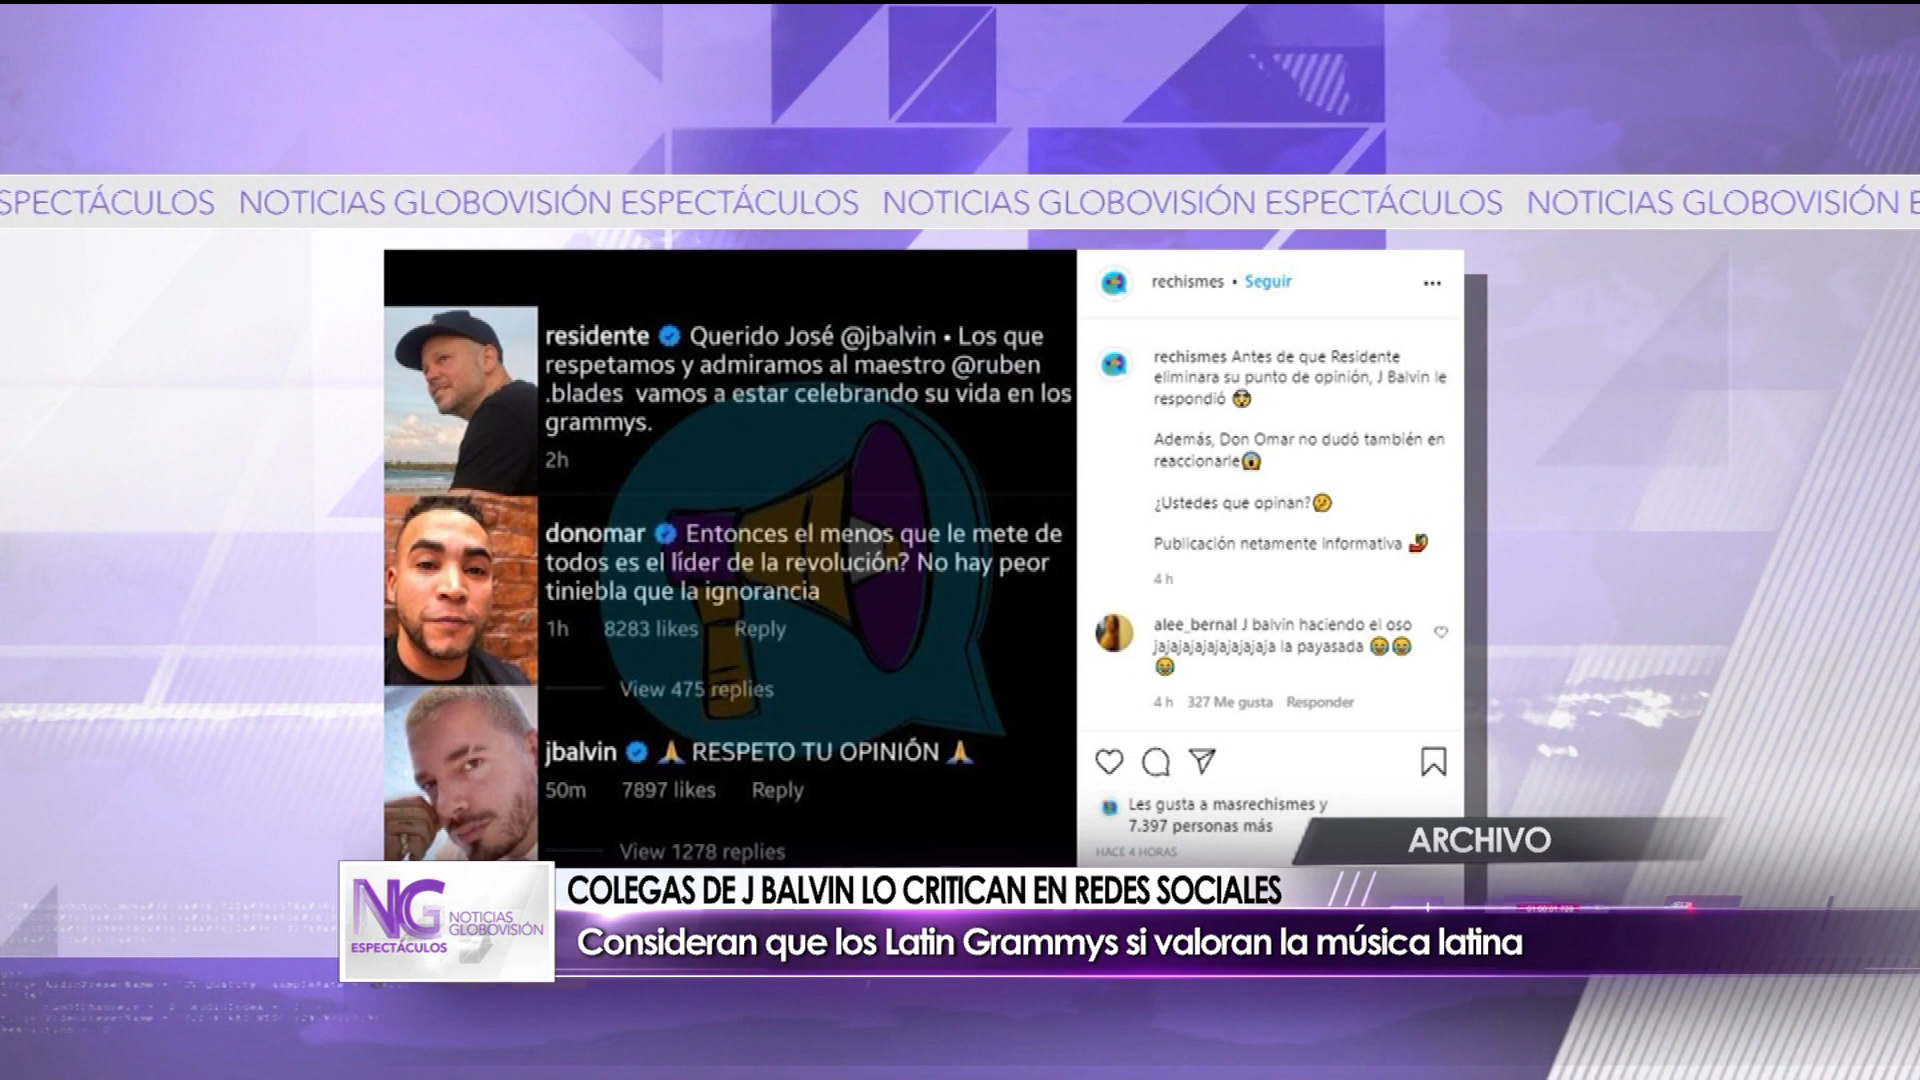 SPECTÁCULOS NOTICIAS GLOBOVISIÓN ESPECTÁCULOS NOTICIAS GLOBOVISIÓN ESPECTÁCULOS NOTICIAS GLOBOVISIÓN E
residente Querido José @jbalvin • Los que
respetamos y admiramos al maestro @ruben
.blades vamos a estar celebrando su vida en los
grammys.
2h
donomar Entonces el menos que le mete de
todos es el líder de la revolución? No hay peor
tiniebla que la ignorancia
1h 8283 likes Reply
View 475 replies
jbalvin 🙏 RESPETO TU OPINIÓN 🙏
50m 7897 likes Reply
View 1278 replies
rechismes • Seguir
rechismes Antes de que Residente
eliminara su punto de opinión, J Balvin le
respondió 🤯
Además, Don Omar no dudó también en
reaccionarle😱
¿Ustedes que opinan?🤔
Publicación netamente Informativa
4 h
alee_bernal J balvin haciendo el oso
jajajajajajajajajaja la payasada 😂😂
😂
4 h 327 Me gusta Responder
Les gusta a masrechismes y
7.397 personas más
HACE 4 HORAS
ARCHIVO
NG
NOTICIAS
GLOBOVISIÓN
ESPECTÁCULOS
COLEGAS DE J BALVIN LO CRITICAN EN REDES SOCIALES
Consideran que los Latin Grammys si valoran la música latina